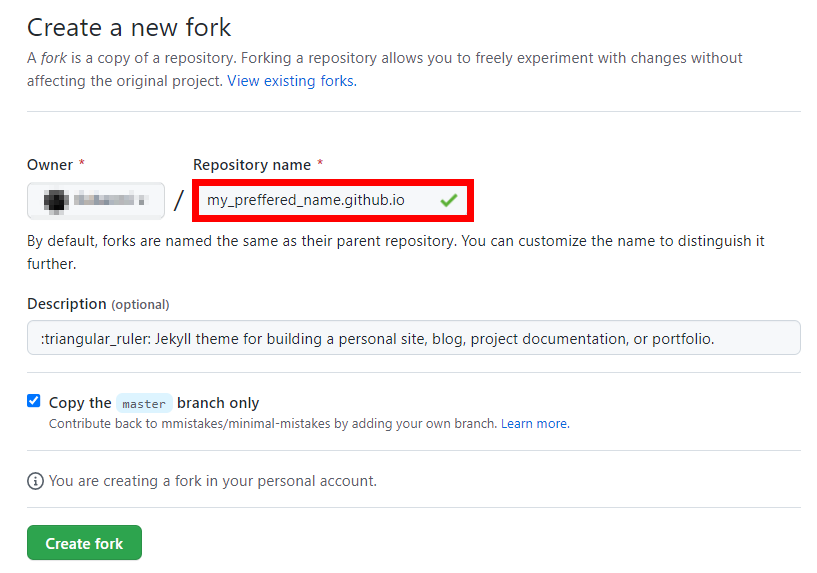 Create a new fork
A fork is a copy of a repository. Forking a repository allows you to freely experiment with changes without
affecting the original project. View existing forks.
Owner * Repository name *
/ my_preffered_name.github.io
By default, forks are named the same as their parent repository. You can customize the name to distinguish it
further.
Description (optional)
:triangular_ruler: Jekyll theme for building a personal site, blog, project documentation, or portfolio.
Copy the master branch only
Contribute back to mmistakes/minimal-mistakes by adding your own branch. Learn more.
You are creating a fork in your personal account.
Create fork